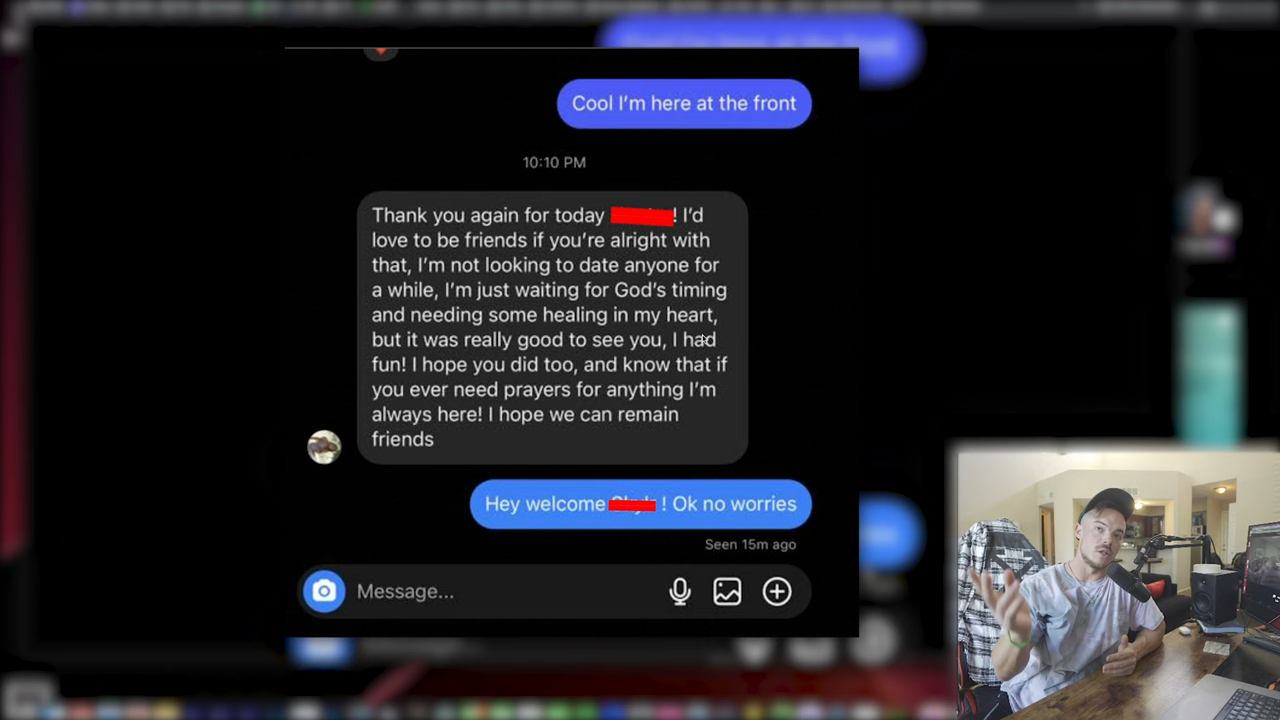 Cool I'm here at the front
10:10 PM
Thank you again for today ! I'd
love to be friends if you're alright with
that, I'm not looking to date anyone for
a while, I'm just waiting for God's timing
and needing some healing in my heart,
but it was really good to see you, I had
fun! I hope you did too, and know that if
you ever need prayers for anything I'm
always here! I hope we can remain
friends
Hey welcome ! Ok no worries
Seen 15m ago
Message...